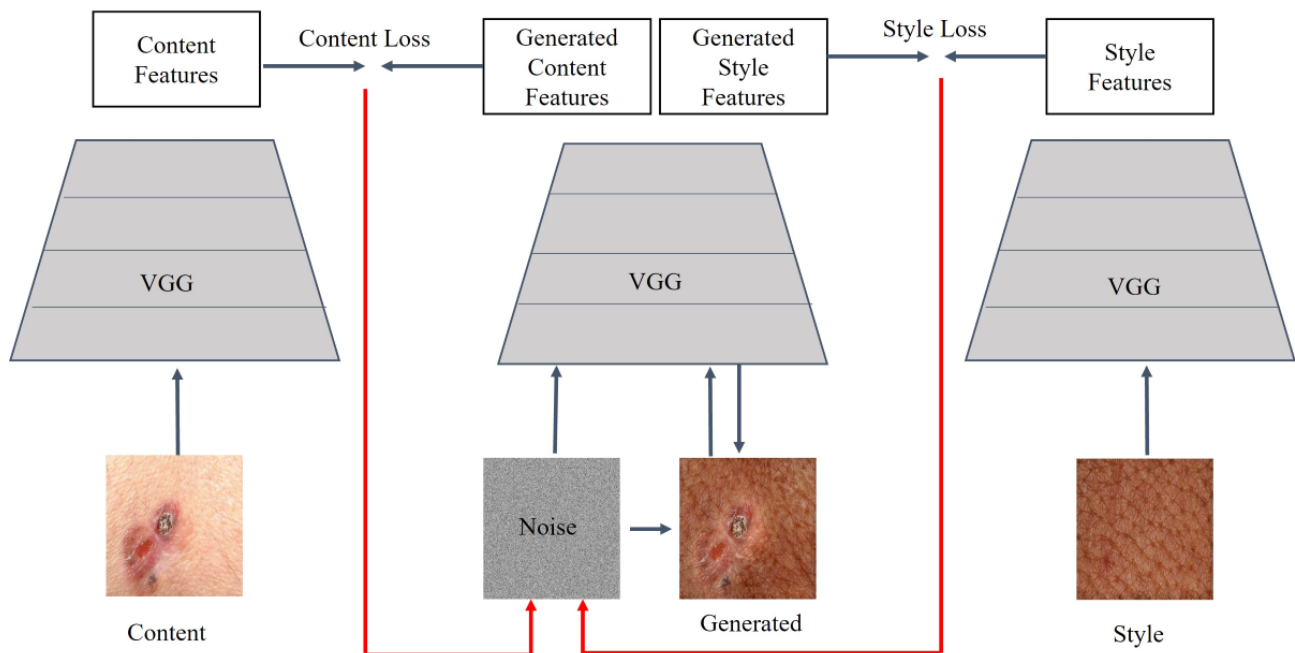 Content
Features
Content Loss
Generated
Content
Features
Generated
Style
Features
Style Loss
Style
Features
VGG
VGG
VGG
Noise
Content
Generated
Style